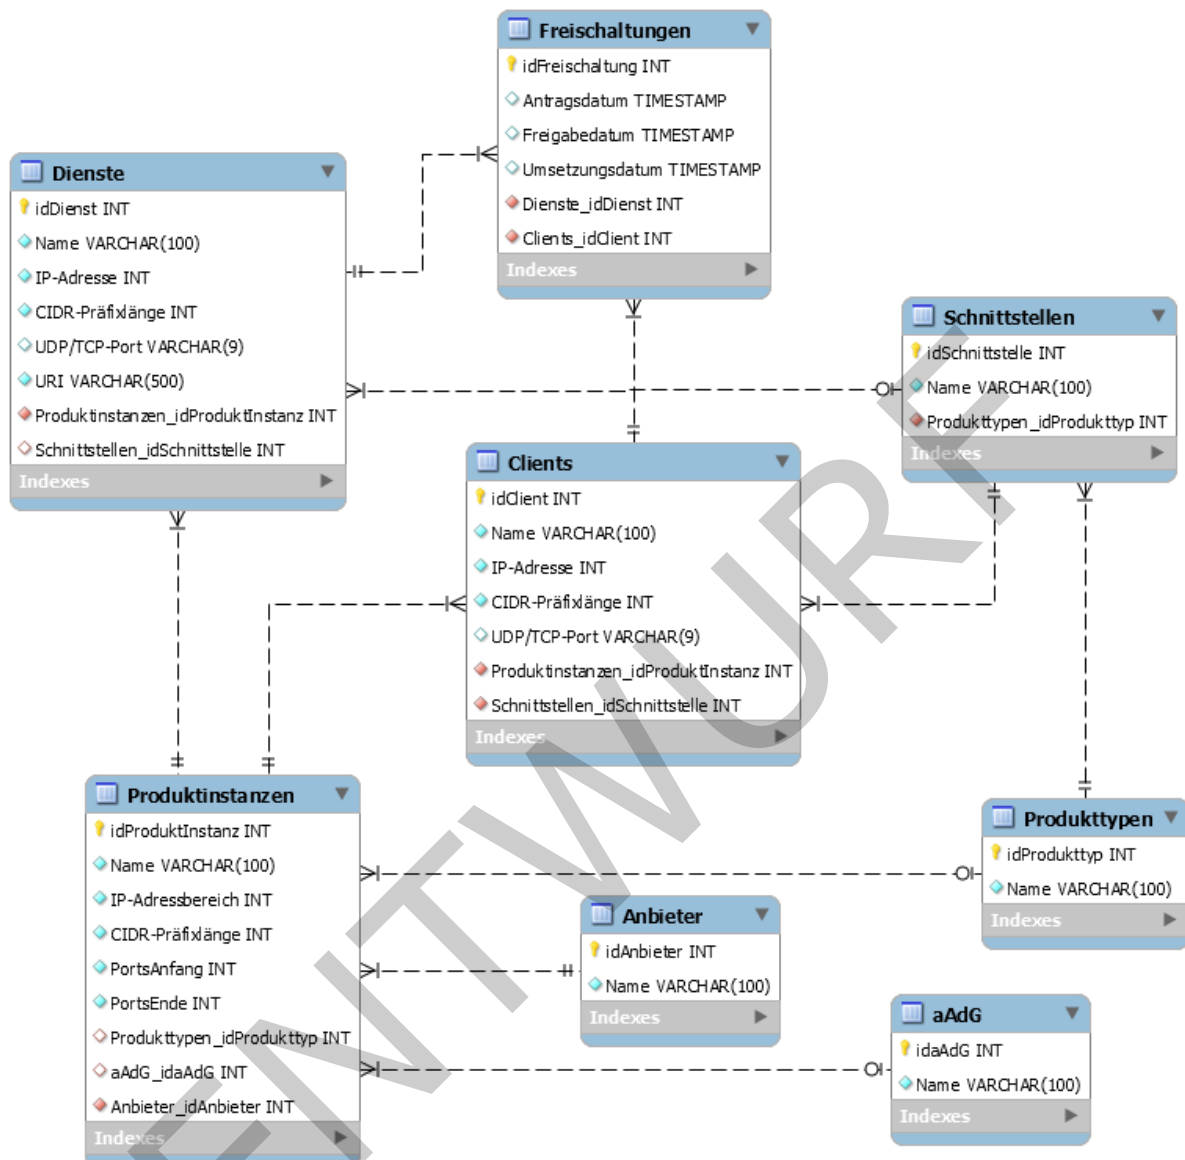 Freischaltungen
idFreischaltung INT
Antragsdatum TIMESTAMP
Freigabedatum TIMESTAMP
Umsetzungsdatum TIMESTAMP
Dienste_idDienst INT
Clients_idClient INT
Indexes
Dienste
idDienst INT
Name VARCHAR(100)
IP-Adresse INT
CIDR-Präfixlänge INT
UDP/TCP-Port VARCHAR(9)
URI VARCHAR(500)
Produktinstanzen_idProduktInstanz INT
Schnittstellen_idSchnittstelle INT
Indexes
Schnittstellen
idSchnittstelle INT
Name VARCHAR(100)
Produkttypen_idProdukttyp INT
Indexes
Clients
idClient INT
Name VARCHAR(100)
IP-Adresse INT
CIDR-Präfixlänge INT
UDP/TCP-Port VARCHAR(9)
Produktinstanzen_idProduktInstanz INT
Schnittstellen_idSchnittstelle INT
Indexes
Produktinstanzen
idProduktInstanz INT
Name VARCHAR(100)
IP-Adressbereich INT
CIDR-Präfixlänge INT
PortsAnfang INT
PortsEnde INT
Produkttypen_idProdukttyp INT
aAdG_idaAdG INT
Anbieter_idAnbieter INT
Indexes
Produkttypen
idProdukttyp INT
Name VARCHAR(100)
Indexes
Anbieter
idAnbieter INT
Name VARCHAR(100)
Indexes
aAdG
idaAdG INT
Name VARCHAR(100)
Indexes
ENTWURF